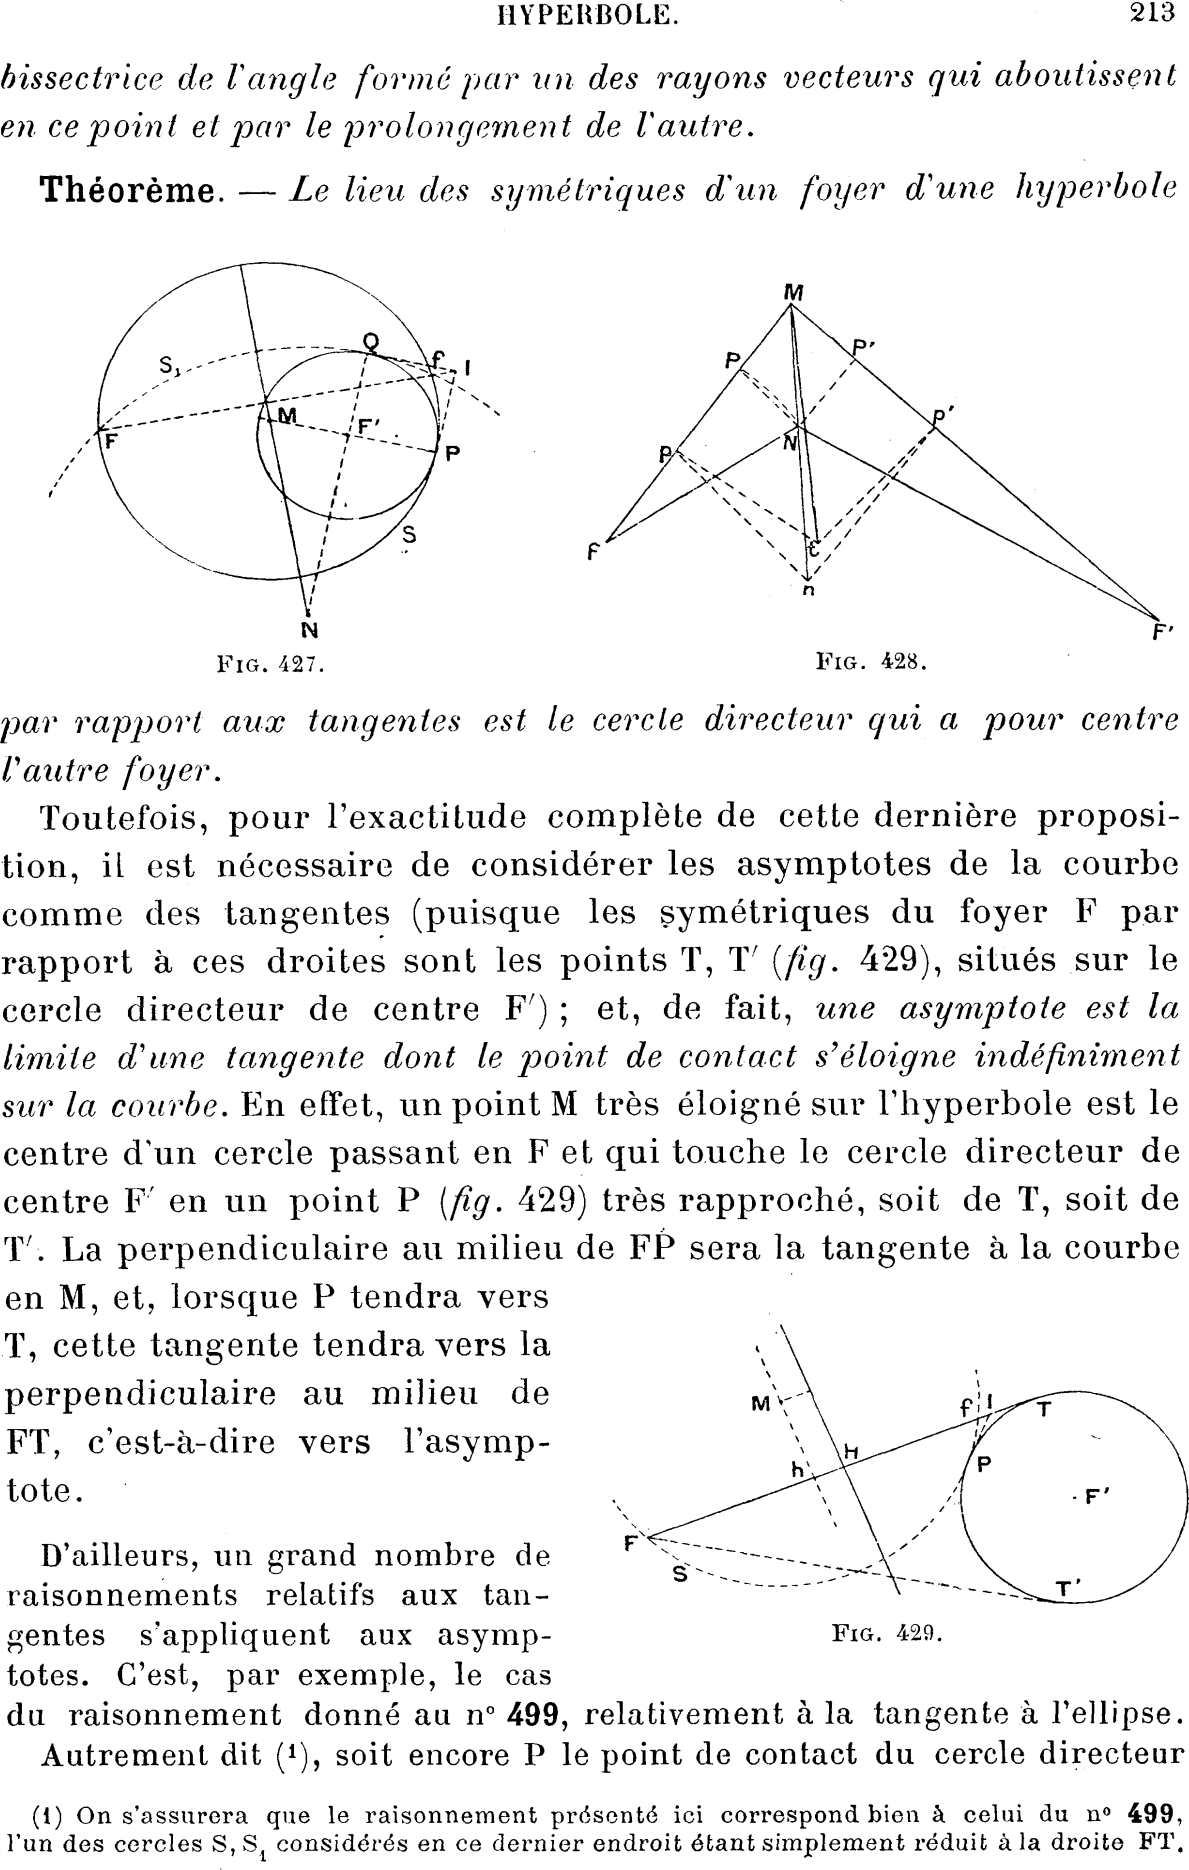 HYPERBOLE. 213
bissectrice de l'angle formé par un des rayons vecteurs qui aboutissent
en ce point et par le prolongement de l'autre.
Théorème. — Le lieu des symétriques d'un foyer d'une hyperbole
S₁ Q f I
F M F' P
S
N
FIG. 427.
M
P P'
N p'
p
f t
n
F'
FIG. 428.
par rapport aux tangentes est le cercle directeur qui a pour centre
l'autre foyer.
Toutefois, pour l'exactitude complète de cette dernière proposi-
tion, il est nécessaire de considérer les asymptotes de la courbe
comme des tangentes (puisque les symétriques du foyer F par
rapport à ces droites sont les points T, T' (fig. 429), situés sur le
cercle directeur de centre F') ; et, de fait, une asymptote est la
limite d'une tangente dont le point de contact s'éloigne indéfiniment
sur la courbe. En effet, un point M très éloigné sur l'hyperbole est le
centre d'un cercle passant en F et qui touche le cercle directeur de
centre F' en un point P (fig. 429) très rapproché, soit de T, soit de
T'. La perpendiculaire au milieu de FP sera la tangente à la courbe
en M, et, lorsque P tendra vers
T, cette tangente tendra vers la
perpendiculaire au milieu de
FT, c'est-à-dire vers l'asymp-
tote.
M f I T
h H P
F'
F S
T'
FIG. 429.
D'ailleurs, un grand nombre de
raisonnements relatifs aux tan-
gentes s'appliquent aux asymp-
totes. C'est, par exemple, le cas
du raisonnement donné au n° 499, relativement à la tangente à l'ellipse.
Autrement dit (¹), soit encore P le point de contact du cercle directeur
(1) On s'assurera que le raisonnement présenté ici correspond bien à celui du n° 499,
l'un des cercles S, S₁ considérés en ce dernier endroit étant simplement réduit à la droite FT.